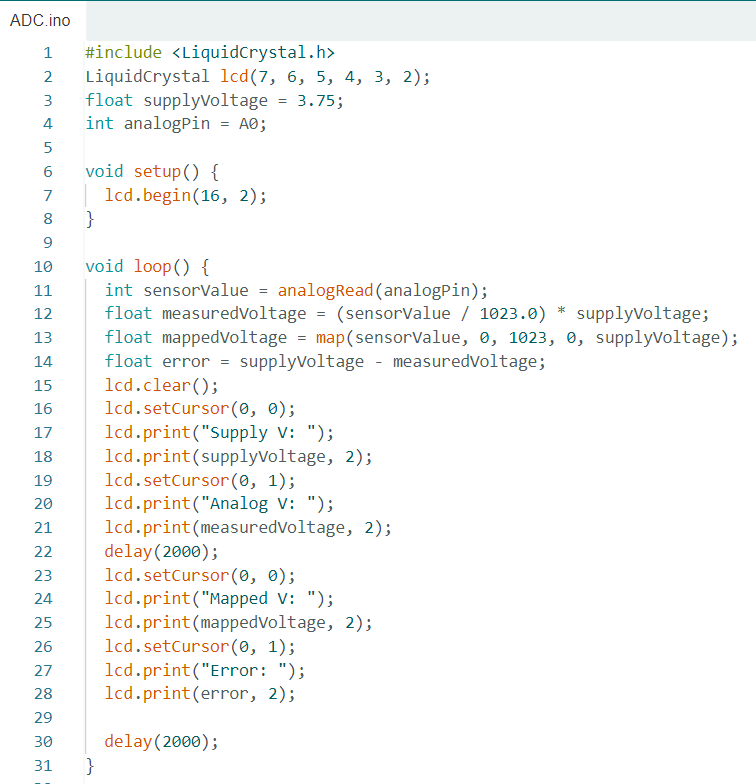 ADC.ino
1 #include <LiquidCrystal.h>
2 LiquidCrystal lcd(7, 6, 5, 4, 3, 2);
3 float supplyVoltage = 3.75;
4 int analogPin = A0;
5
6 void setup() {
7   lcd.begin(16, 2);
8 }
9
10 void loop() {
11   int sensorValue = analogRead(analogPin);
12   float measuredVoltage = (sensorValue / 1023.0) * supplyVoltage;
13   float mappedVoltage = map(sensorValue, 0, 1023, 0, supplyVoltage);
14   float error = supplyVoltage - measuredVoltage;
15   lcd.clear();
16   lcd.setCursor(0, 0);
17   lcd.print("Supply V: ");
18   lcd.print(supplyVoltage, 2);
19   lcd.setCursor(0, 1);
20   lcd.print("Analog V: ");
21   lcd.print(measuredVoltage, 2);
22   delay(2000);
23   lcd.setCursor(0, 0);
24   lcd.print("Mapped V: ");
25   lcd.print(mappedVoltage, 2);
26   lcd.setCursor(0, 1);
27   lcd.print("Error: ");
28   lcd.print(error, 2);
29
30   delay(2000);
31 }